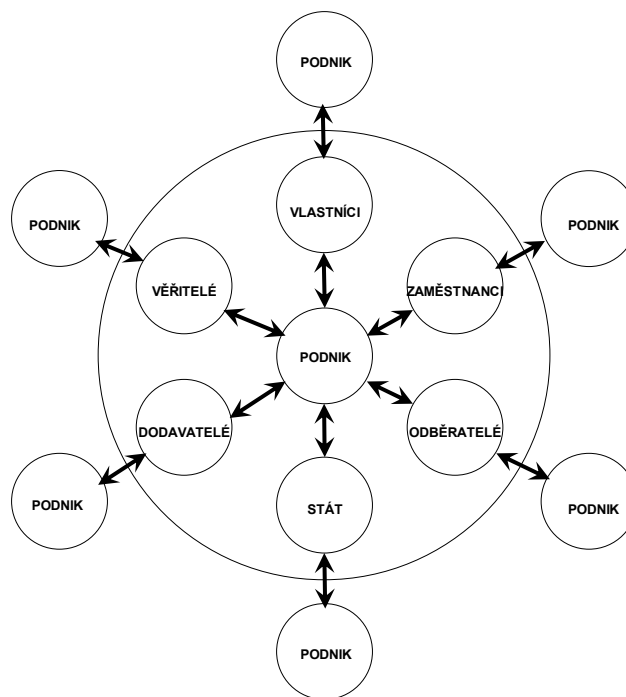 PODNIK
VLASTNÍCI
PODNIK
PODNIK
VĚŘITELÉ
ZAMĚSTNANCI
PODNIK
DODAVATELÉ
ODBĚRATELÉ
PODNIK
STÁT
PODNIK
PODNIK